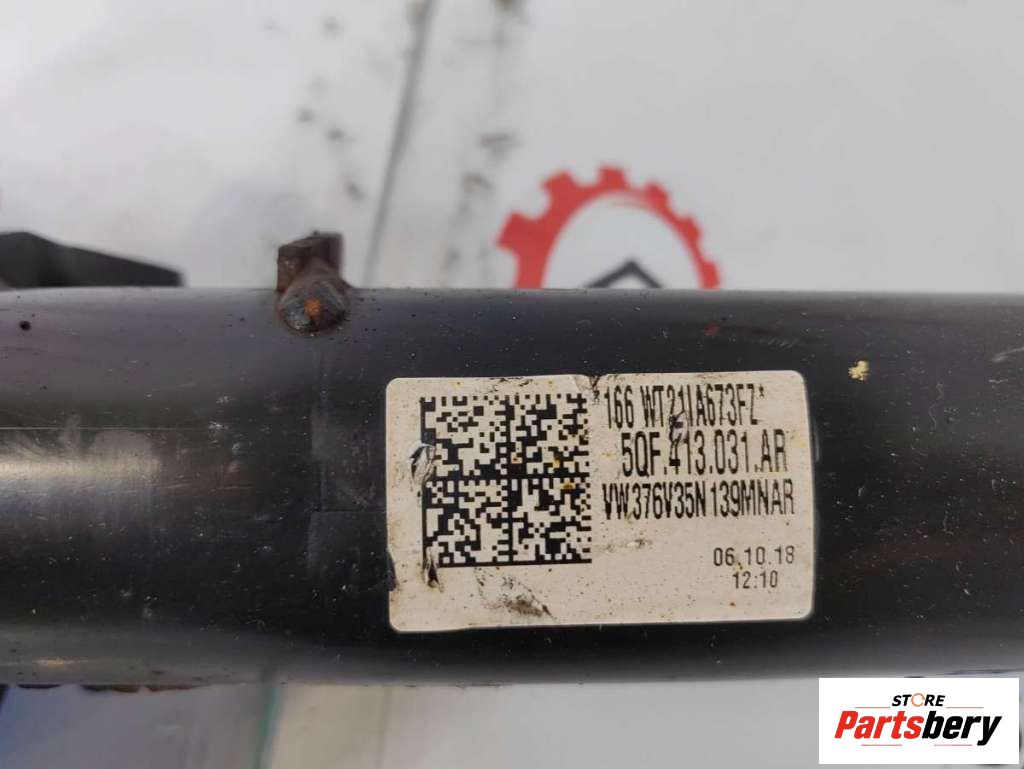 166 WT21IA673FZ*
5QF.413.031.AR
VW376V35N139MNAR
06.10.18
12:10
STORE
Partsbery